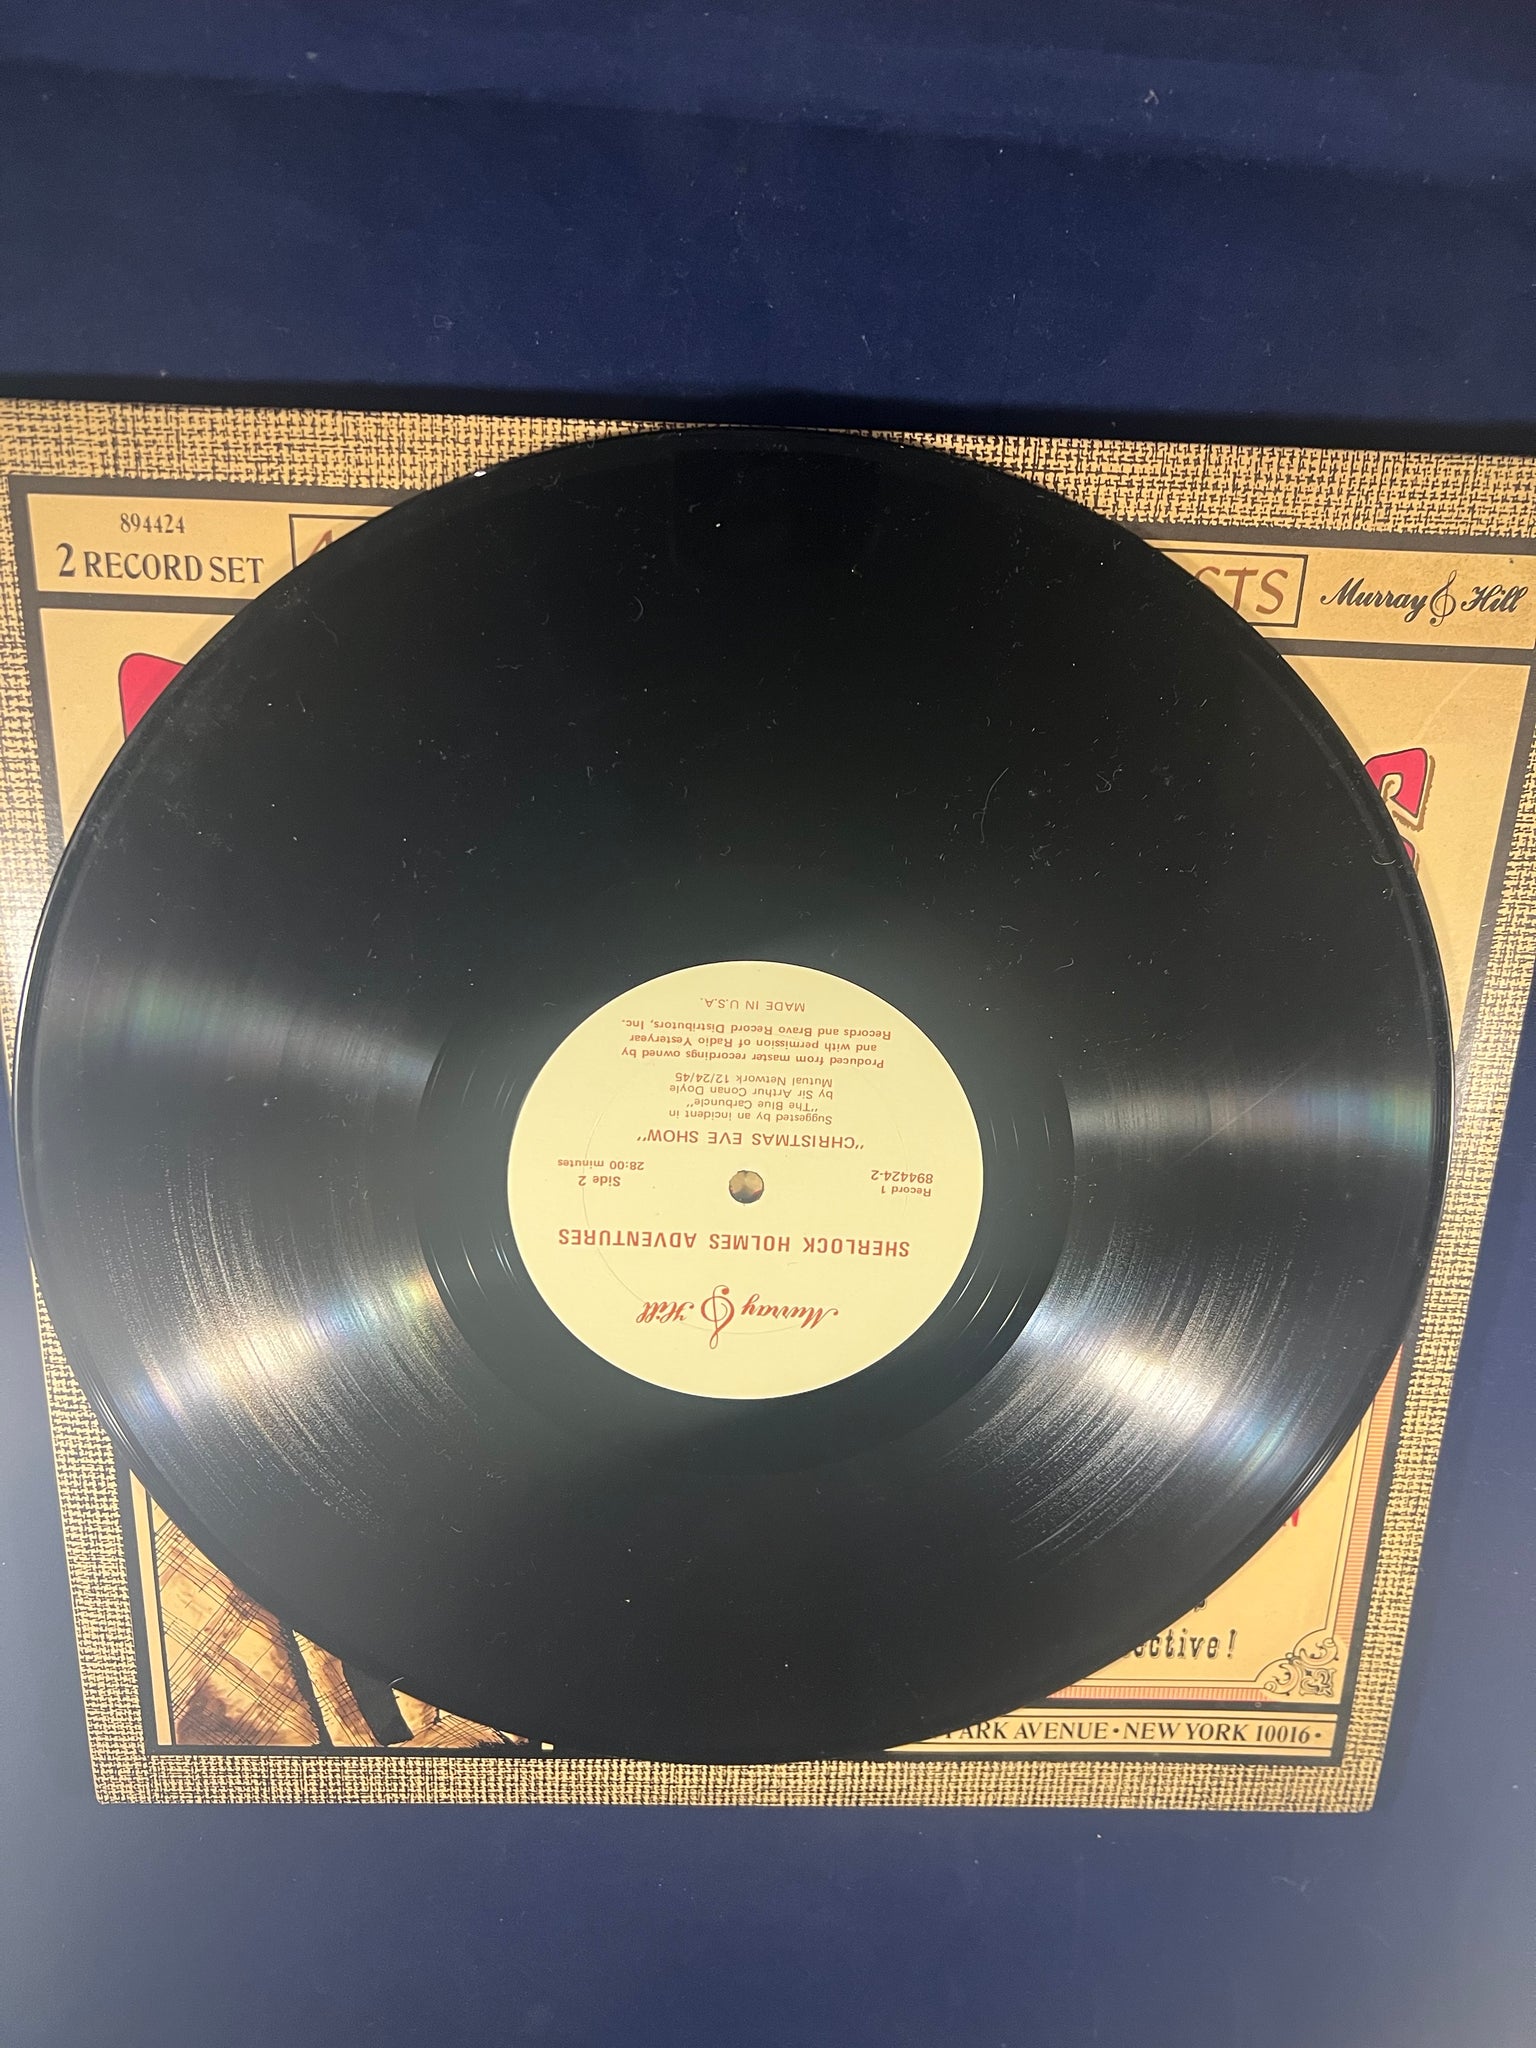 894424
2 RECORD SET
STS
Murray Hill
Murray Hill
SHERLOCK HOLMES ADVENTURES
Record 1
894424-2
Side 2
28:00 minutes
"CHRISTMAS EVE SHOW"
Suggested by an incident in
"The Blue Carbuncle"
by Sir Arthur Conan Doyle
Mutual Network 12/24/45
Produced from master recordings owned by
and with permission of Radio Yesteryear
Records and Bravo Record Distributors, Inc.
MADE IN U.S.A.
ective!
PARK AVENUE • NEW YORK 10016 •